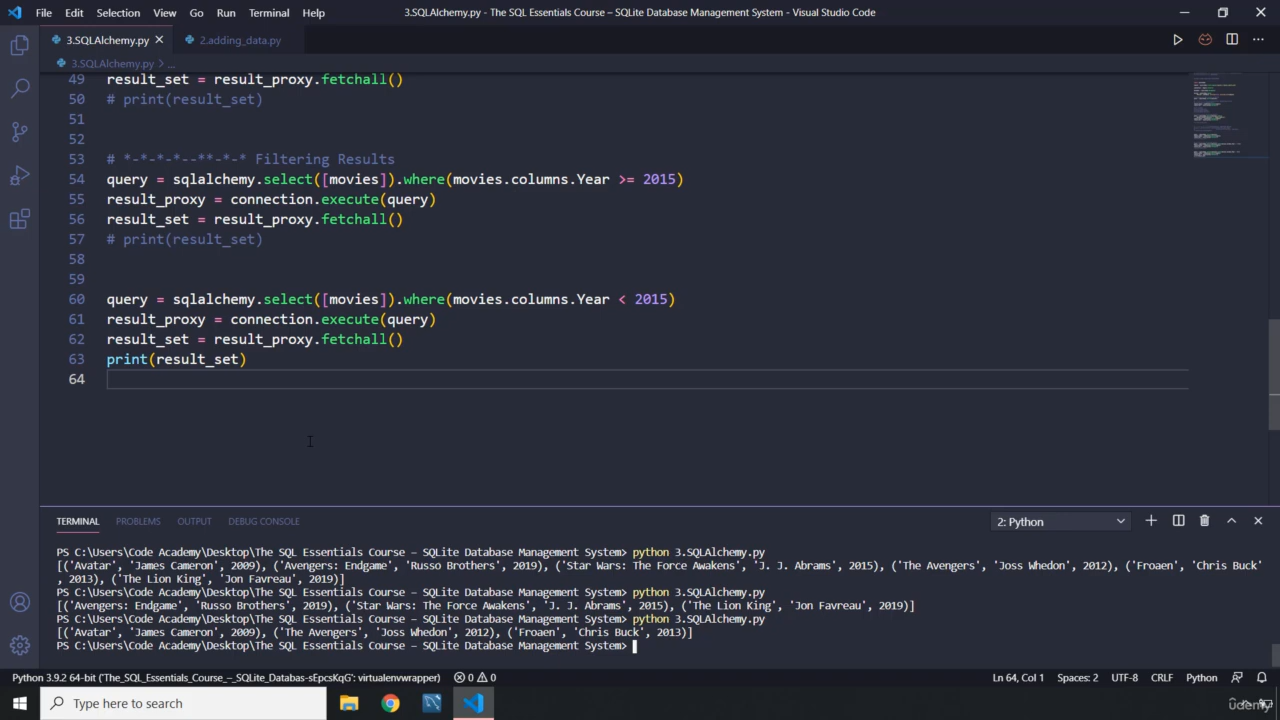 File Edit Selection View Go Run Terminal Help 3.SQLAlchemy.py - The SQL Essentials Course – SQLite Database Management System - Visual Studio Code
3.SQLAlchemy.py 2.adding_data.py
3.SQLAlchemy.py > ...
49 result_set = result_proxy.fetchall()
50 # print(result_set)
51
52
53 # *-*-*-*--**-*-* Filtering Results
54 query = sqlalchemy.select([movies]).where(movies.columns.Year >= 2015)
55 result_proxy = connection.execute(query)
56 result_set = result_proxy.fetchall()
57 # print(result_set)
58
59
60 query = sqlalchemy.select([movies]).where(movies.columns.Year < 2015)
61 result_proxy = connection.execute(query)
62 result_set = result_proxy.fetchall()
63 print(result_set)
64
TERMINAL PROBLEMS OUTPUT DEBUG CONSOLE 2: Python
PS C:\Users\Code Academy\Desktop\The SQL Essentials Course – SQLite Database Management System> python 3.SQLAlchemy.py
[('Avatar', 'James Cameron', 2009), ('Avengers: Endgame', 'Russo Brothers', 2019), ('Star Wars: The Force Awakens', 'J. J. Abrams', 2015), ('The Avengers', 'Joss Whedon', 2012), ('Froaen', 'Chris Buck'
, 2013), ('The Lion King', 'Jon Favreau', 2019)]
PS C:\Users\Code Academy\Desktop\The SQL Essentials Course – SQLite Database Management System> python 3.SQLAlchemy.py
[('Avengers: Endgame', 'Russo Brothers', 2019), ('Star Wars: The Force Awakens', 'J. J. Abrams', 2015), ('The Lion King', 'Jon Favreau', 2019)]
PS C:\Users\Code Academy\Desktop\The SQL Essentials Course – SQLite Database Management System> python 3.SQLAlchemy.py
[('Avatar', 'James Cameron', 2009), ('The Avengers', 'Joss Whedon', 2012), ('Froaen', 'Chris Buck', 2013)]
PS C:\Users\Code Academy\Desktop\The SQL Essentials Course – SQLite Database Management System>
Python 3.9.2 64-bit ('The_SQL_Essentials_Course_–_SQLite_Databas-sEpcsKqG': virtualenvwrapper) 0 0 Ln 64, Col 1 Spaces: 2 UTF-8 CRLF Python
Type here to search
udemy